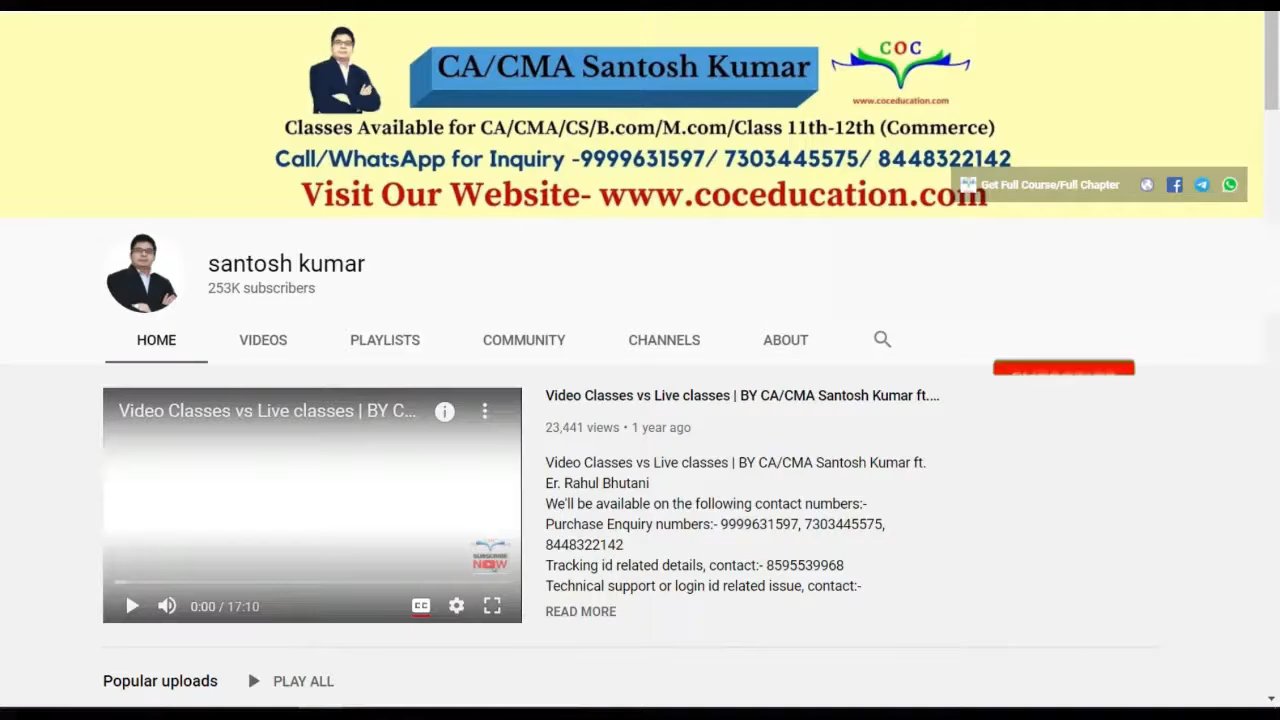 CA/CMA Santosh Kumar
COC
www.coceducation.com
Classes Available for CA/CMA/CS/B.com/M.com/Class 11th-12th (Commerce)
Call/WhatsApp for Inquiry -9999631597/ 7303445575/ 8448322142
Visit Our Website- www.coceducation.com
Get Full Course/Full Chapter
santosh kumar
253K subscribers
HOME VIDEOS PLAYLISTS COMMUNITY CHANNELS ABOUT
Video Classes vs Live classes | BY C...
SUBSCRIBE
NOW
0:00 / 17:10
CC
Video Classes vs Live classes | BY CA/CMA Santosh Kumar ft....
23,441 views • 1 year ago
Video Classes vs Live classes | BY CA/CMA Santosh Kumar ft.
Er. Rahul Bhutani
We'll be available on the following contact numbers:-
Purchase Enquiry numbers:- 9999631597, 7303445575,
8448322142
Tracking id related details, contact:- 8595539968
Technical support or login id related issue, contact:-
READ MORE
Popular uploads PLAY ALL